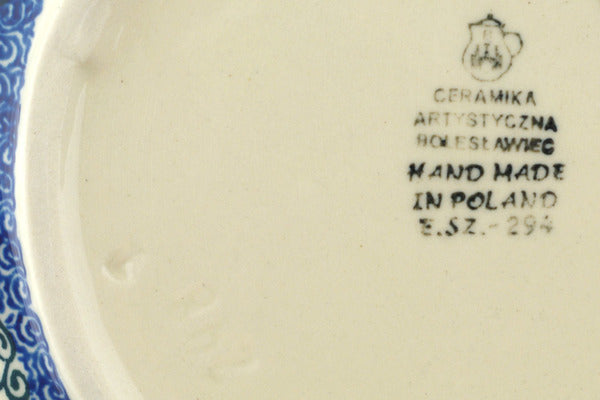 CERAMIKA
ARTYSTYCZNA
BOLESŁAWIEC
HAND MADE
IN POLAND
E.SZ.-294